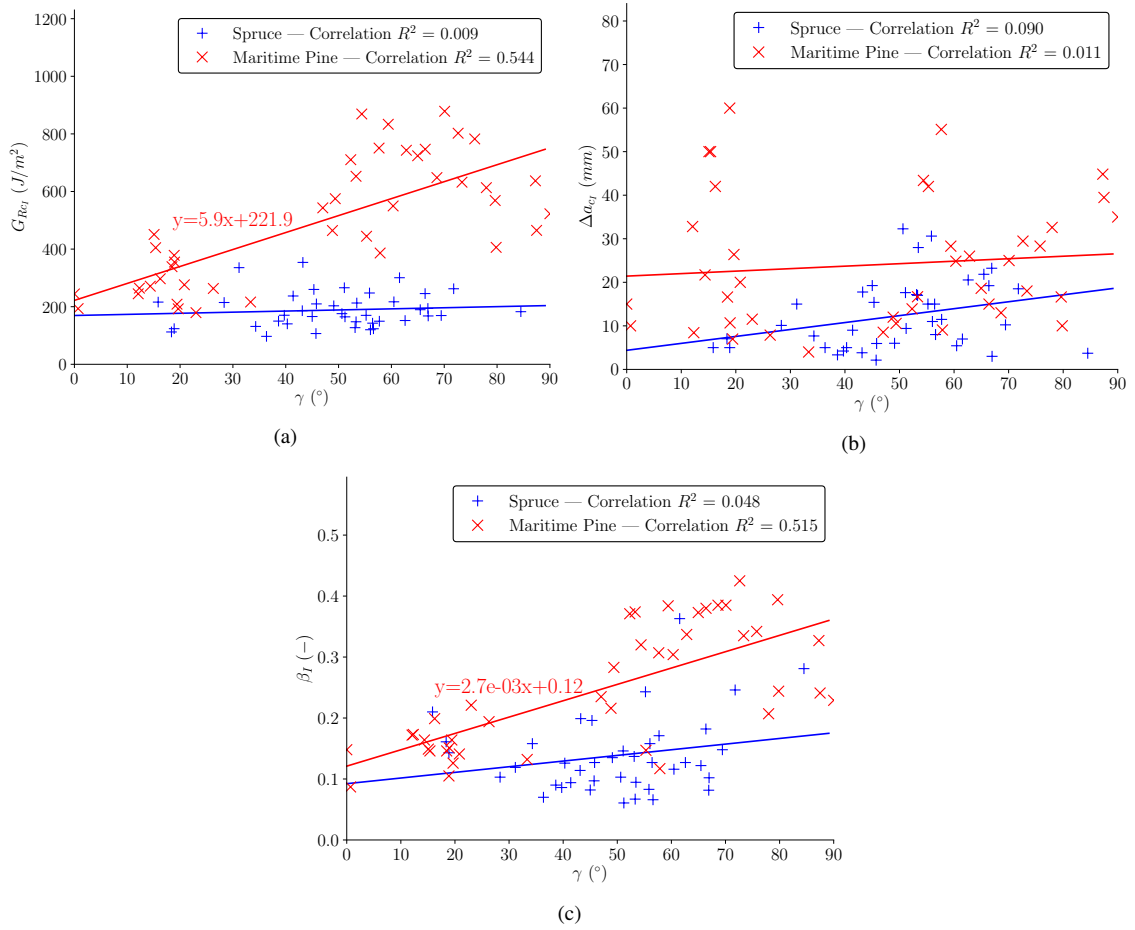 Spruce — Correlation R² = 0.009
Maritime Pine — Correlation R² = 0.544
1200
1000
800
600
400
200
0
G_{Rc_I} (J/m²)
y=5.9x+221.9
0 10 20 30 40 50 60 70 80 90
γ (°)
(a)
Spruce — Correlation R² = 0.090
Maritime Pine — Correlation R² = 0.011
80
70
60
50
40
30
20
10
0
Δa_{c_I} (mm)
0 10 20 30 40 50 60 70 80 90
γ (°)
(b)
Spruce — Correlation R² = 0.048
Maritime Pine — Correlation R² = 0.515
0.5
0.4
0.3
0.2
0.1
0.0
β_I (−)
y=2.7e-03x+0.12
0 10 20 30 40 50 60 70 80 90
γ (°)
(c)